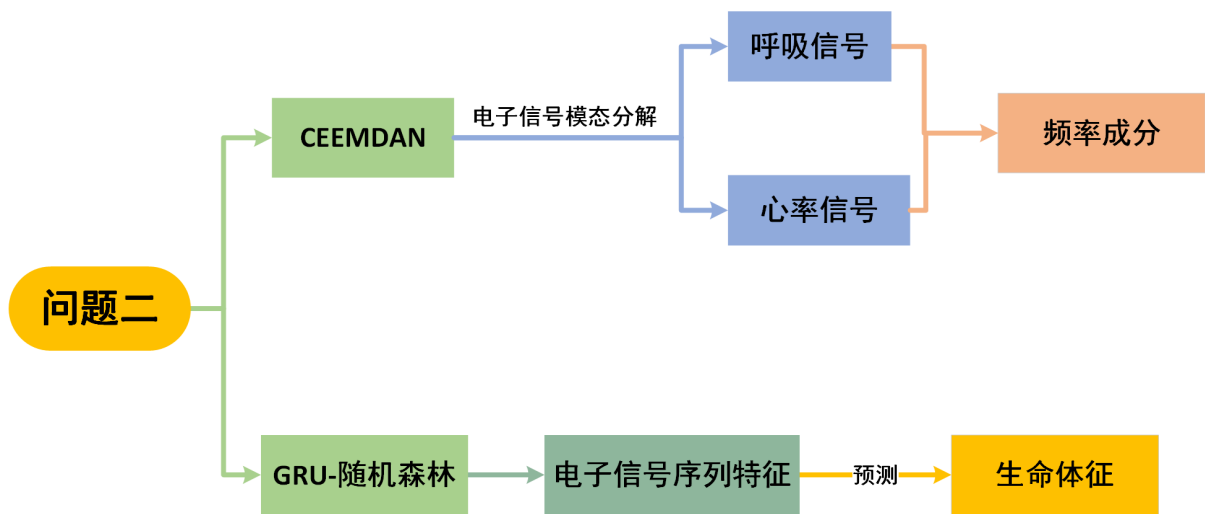 呼吸信号
电子信号模态分解
CEEMDAN
频率成分
心率信号
问题二
GRU-随机森林
电子信号序列特征
预测
生命体征